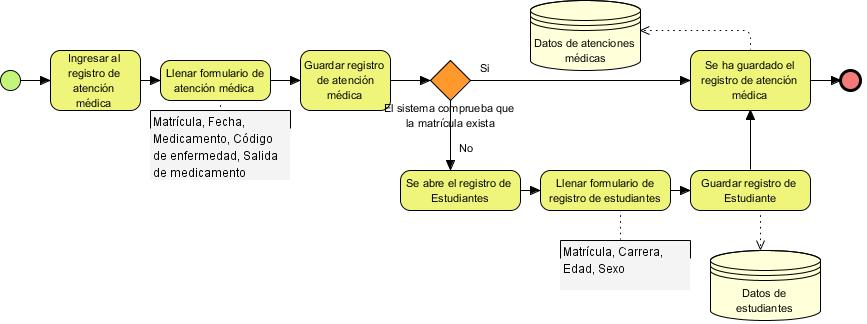 Ingresar al
registro de
atención
médica
Llenar formulario de
atención médica
Matrícula, Fecha,
Medicamento, Código
de enfermedad, Salida
de medicamento
Guardar registro
de atención
médica
El sistema comprueba que
la matrícula exista
Si
No
Datos de atenciones
médicas
Se ha guardado el
registro de atención
médica
Se abre el registro de
Estudiantes
Llenar formulario de
registro de estudiantes
Matrícula, Carrera,
Edad, Sexo
Guardar registro de
Estudiante
Datos de
estudiantes